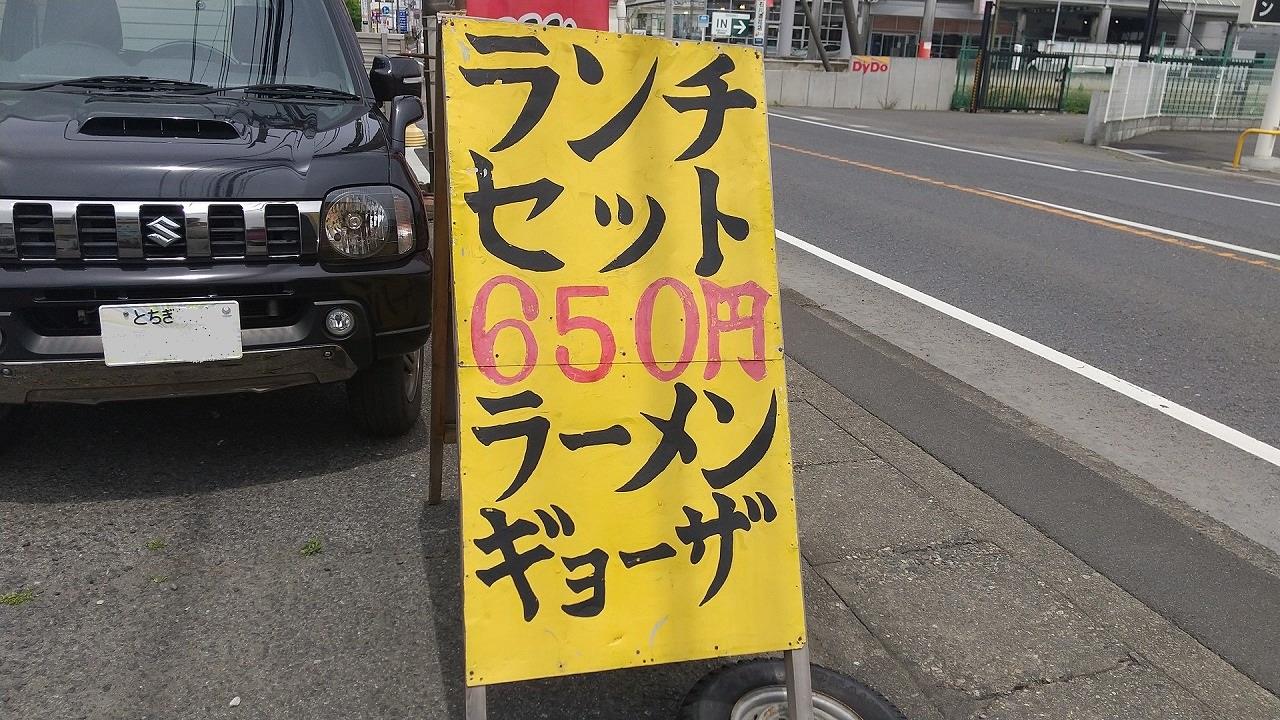 ランチ
セット
650円
ラーメン
ギョーザ
とちぎ
DyDo
IN
ン